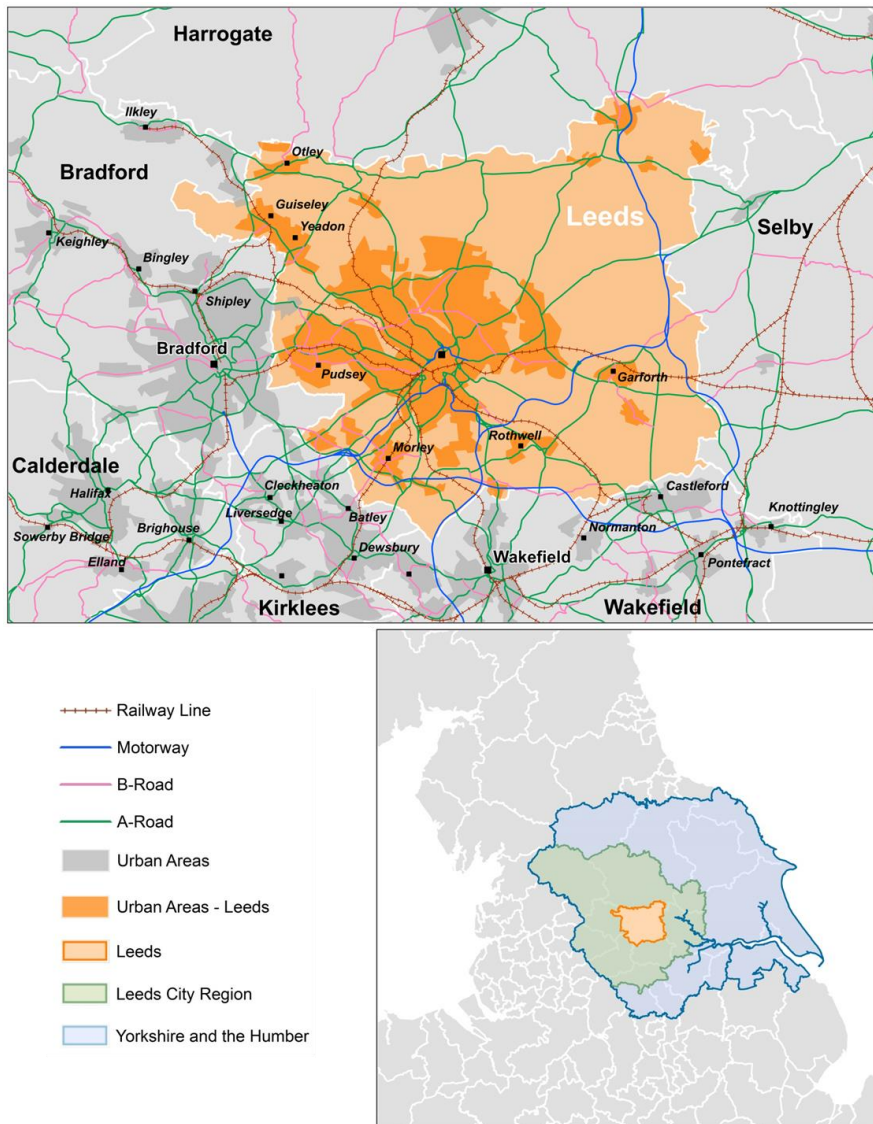 Harrogate
Ilkley
Otley
Bradford
Guiseley
Leeds
Yeadon
Selby
Keighley
Bingley
Shipley
Bradford
Pudsey
Garforth
Rothwell
Morley
Calderdale
Halifax
Cleckheaton
Castleford
Liversedge
Batley
Knottingley
Sowerby Bridge
Brighouse
Normanton
Dewsbury
Wakefield
Elland
Pontefract
Kirklees
Wakefield
Railway Line
Motorway
B-Road
A-Road
Urban Areas
Urban Areas - Leeds
Leeds
Leeds City Region
Yorkshire and the Humber